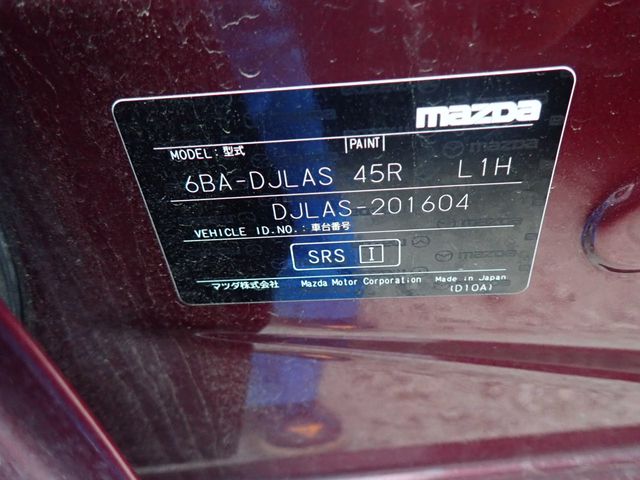 mazda
MODEL: 型式 PAINT
6BA-DJLAS 45R L1H
DJLAS-201604
VEHICLE ID.NO.: 車台番号
SRS I
マツダ株式会社 Mazda Motor Corporation Made in Japan
(D10A)